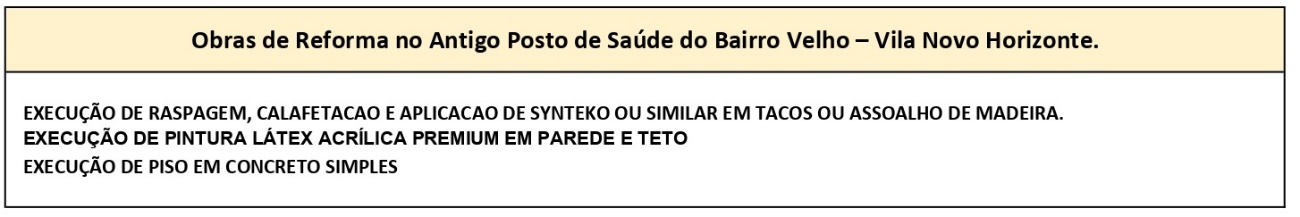 Obras de Reforma no Antigo Posto de Saúde do Bairro Velho – Vila Novo Horizonte.
EXECUÇÃO DE RASPAGEM, CALAFETACAO E APLICACAO DE SYNTEKO OU SIMILAR EM TACOS OU ASSOALHO DE MADEIRA.
EXECUÇÃO DE PINTURA LÁTEX ACRÍLICA PREMIUM EM PAREDE E TETO
EXECUÇÃO DE PISO EM CONCRETO SIMPLES